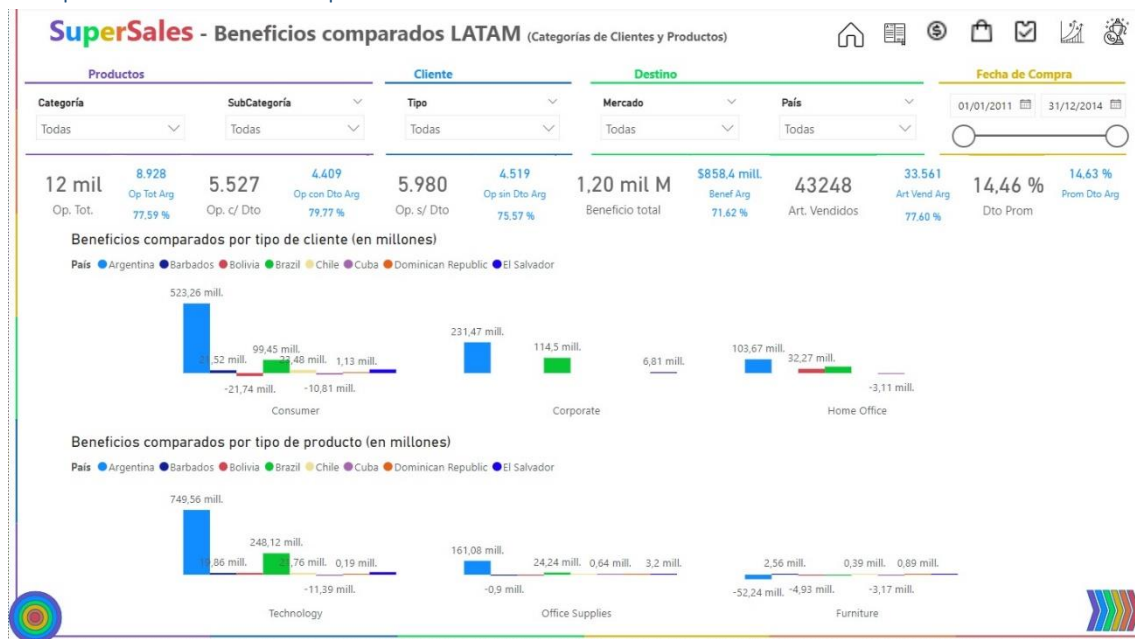 SuperSales - Beneficios comparados LATAM (Categorías de Clientes y Productos)
Productos Cliente Destino Fecha de Compra
Categoría SubCategoría Tipo Mercado País
01/01/2011 31/12/2014
Todas Todas Todas Todas Todas
12 mil
Op. Tot.
8.928
Op Tot Arg
77.59 %
5.527
Op. c/ Dto
4.409
Op con Dto Arg
79.77 %
5.980
Op. s/ Dto
4.519
Op sin Dto Arg
75.57 %
1,20 mil M
Beneficio total
$858,4 mill.
Benef Arg
71.62 %
43248
Art. Vendidos
33.561
Art Vend Arg
77.60 %
14,46 %
Dto Prom
14,63 %
Prom Dto Arg
Beneficios comparados por tipo de cliente (en millones)
País Argentina Barbados Bolivia Brazil Chile Cuba Dominican Republic El Salvador
523,26 mill.
99,45 mill.
1,13 mill.
-21,74 mill.
-10,81 mill.
Consumer
231,47 mill.
114,5 mill.
6,81 mill.
Corporate
103,67 mill.
32,27 mill.
-3,11 mill.
Home Office
Beneficios comparados por tipo de producto (en millones)
País Argentina Barbados Bolivia Brazil Chile Cuba Dominican Republic El Salvador
749,56 mill.
248,12 mill.
0,19 mill.
-11,39 mill.
Technology
161,08 mill.
24,24 mill.
0,64 mill.
3,2 mill.
-0,9 mill.
Office Supplies
2,56 mill.
0,39 mill.
0,89 mill.
-52,24 mill.
-4,93 mill.
-3,17 mill.
Furniture